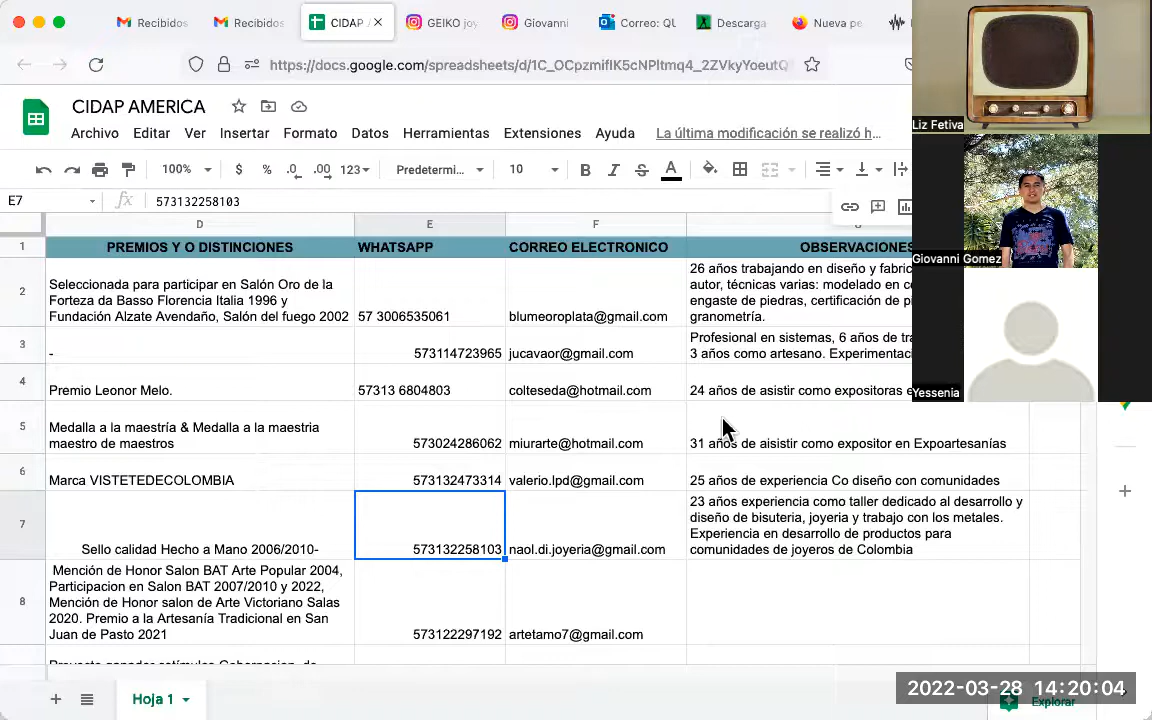 Recibidos
Recibidos
CIDAP
GEIKO joy
Giovanni
Correo: QU
Descarga
Nueva pe
https://docs.google.com/spreadsheets/d/
CIDAP AMERICA
Archivo Editar Ver Insertar Formato Datos Herramientas Extensiones Ayuda La última modificación se realizó h…
100% $ % .0 .00 123 Predetermi... 10 B I S A
E7 fx 573132258103
D E F
1 PREMIOS Y O DISTINCIONES WHATSAPP CORREO ELECTRONICO OBSERVACIONES
2 Seleccionada para participar en Salón Oro de la
Forteza da Basso Florencia Italia 1996 y
Fundación Alzate Avendaño, Salón del fuego 2002 57 3006535061 blumeoroplata@gmail.com
26 años trabajando en diseño y fabric
autor, técnicas varias: modelado en c
engaste de piedras, certificación de pi
granometría.
3 - 573114723965 jucavaor@gmail.com
Profesional en sistemas, 6 años de tra
3 años como artesano. Experimentac
4 Premio Leonor Melo. 57313 6804803 colteseda@hotmail.com 24 años de asistir como expositoras e
5 Medalla a la maestría & Medalla a la maestria
maestro de maestros 573024286062 miurarte@hotmail.com 31 años de aisistir como expositor en Expoartesanías
6 Marca VISTETEDECOLOMBIA 573132473314 valerio.lpd@gmail.com 25 años de experiencia Co diseño con comunidades
7 Sello calidad Hecho a Mano 2006/2010- 573132258103 naol.di.joyeria@gmail.com
23 años experiencia como taller dedicado al desarrollo y
diseño de bisuteria, joyeria y trabajo con los metales.
Experiencia en desarrollo de productos para
comunidades de joyeros de Colombia
8 Mención de Honor Salon BAT Arte Popular 2004,
Participacion en Salon BAT 2007/2010 y 2022,
Mención de Honor salon de Arte Victoriano Salas
2020. Premio a la Artesanía Tradicional en San
Juan de Pasto 2021 573122297192 artetamo7@gmail.com
Hoja 1
Explorar
Liz Fetiva
Giovanni Gomez
Yessenia
2022-03-28 14:20:04